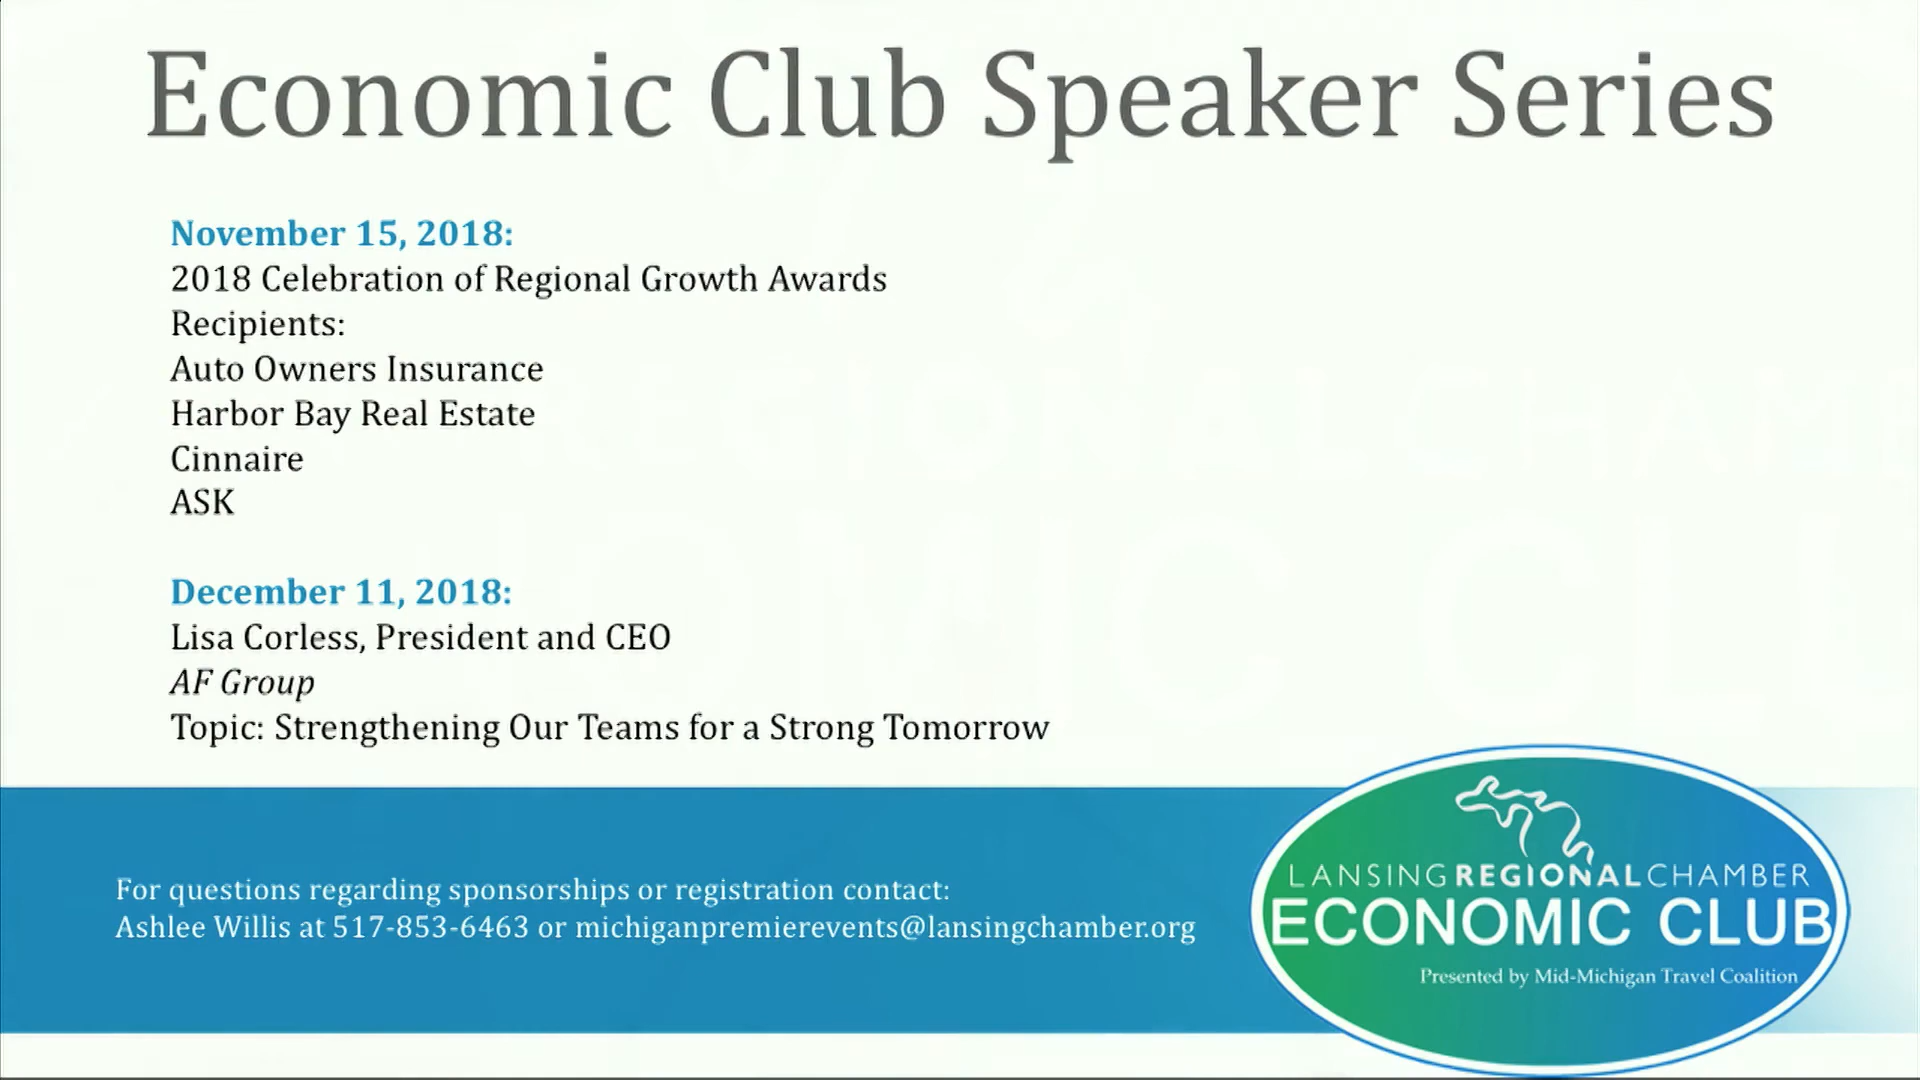 Economic Club Speaker Series
November 15, 2018:
2018 Celebration of Regional Growth Awards
Recipients:
Auto Owners Insurance
Harbor Bay Real Estate
Cinnaire
ASK
December 11, 2018:
Lisa Corless, President and CEO
AF Group
Topic: Strengthening Our Teams for a Strong Tomorrow
For questions regarding sponsorships or registration contact:
Ashlee Willis at 517-853-6463 or michiganpremierevents@lansingchamber.org
LANSING REGIONAL CHAMBER
ECONOMIC CLUB
Presented by Mid-Michigan Travel Coalition